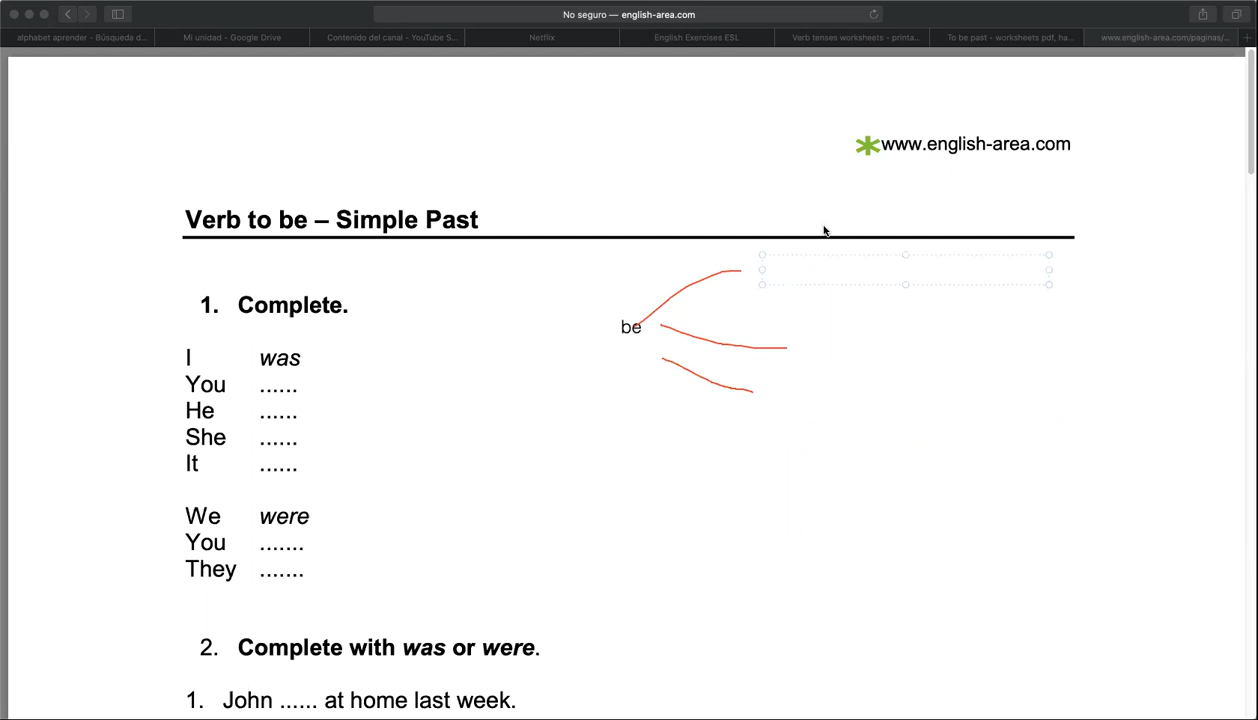 No seguro — english-area.com
alphabet aprender - Búsqueda d...
Mi unidad - Google Drive
Contenido del canal - YouTube S...
Netflix
English Exercises ESL
Verb tenses worksheets - printa...
To be past - worksheets pdf, ha...
www.english-area.com/paginas/...
www.english-area.com
Verb to be – Simple Past
1. Complete.
be
I was
You ......
He ......
She ......
It ......
We were
You .......
They .......
2. Complete with was or were.
1. John ...... at home last week.